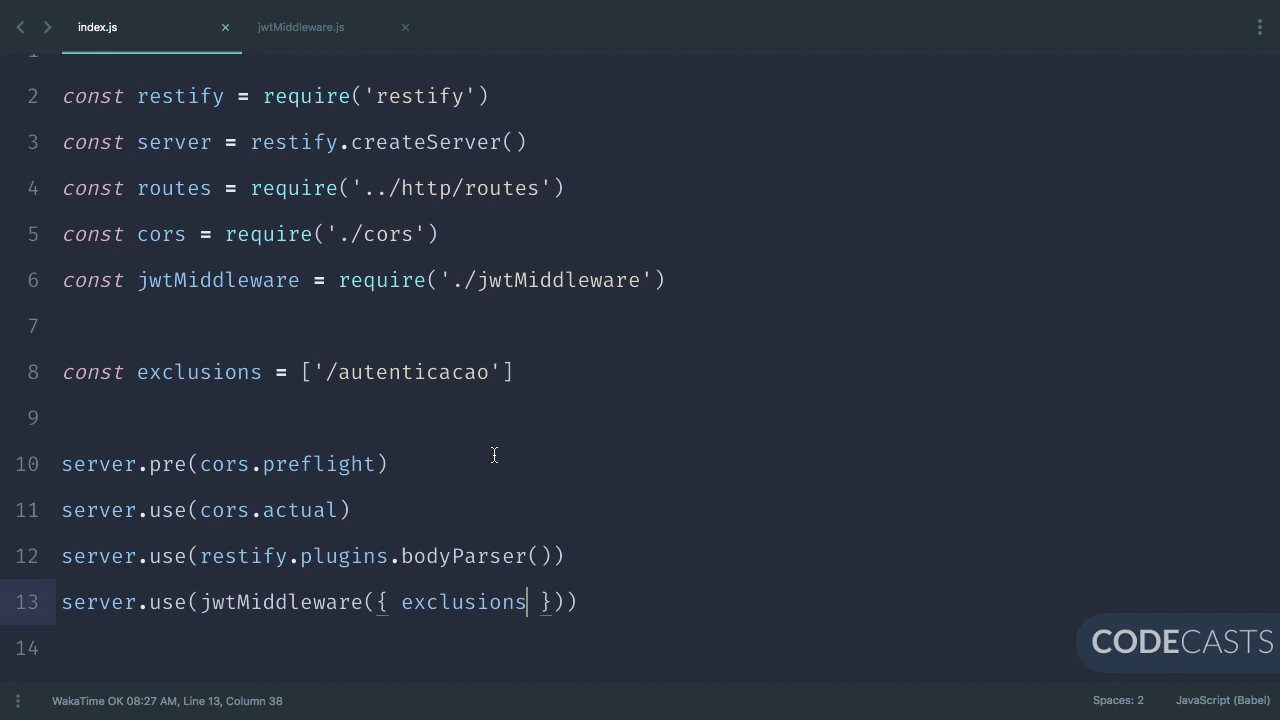 index.js × jwtMiddleware.js ×
1
2 const restify = require('restify')
3 const server = restify.createServer()
4 const routes = require('../http/routes')
5 const cors = require('./cors')
6 const jwtMiddleware = require('./jwtMiddleware')
7
8 const exclusions = ['/autenticacao']
9
10 server.pre(cors.preflight)
11 server.use(cors.actual)
12 server.use(restify.plugins.bodyParser())
13 server.use(jwtMiddleware({ exclusions }))
14
CODECASTS
WakaTime OK 08:27 AM, Line 13, Column 38 Spaces: 2 JavaScript (Babel)